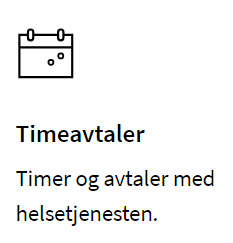 Timeavtaler
Timer og avtaler med
helsetjenesten.